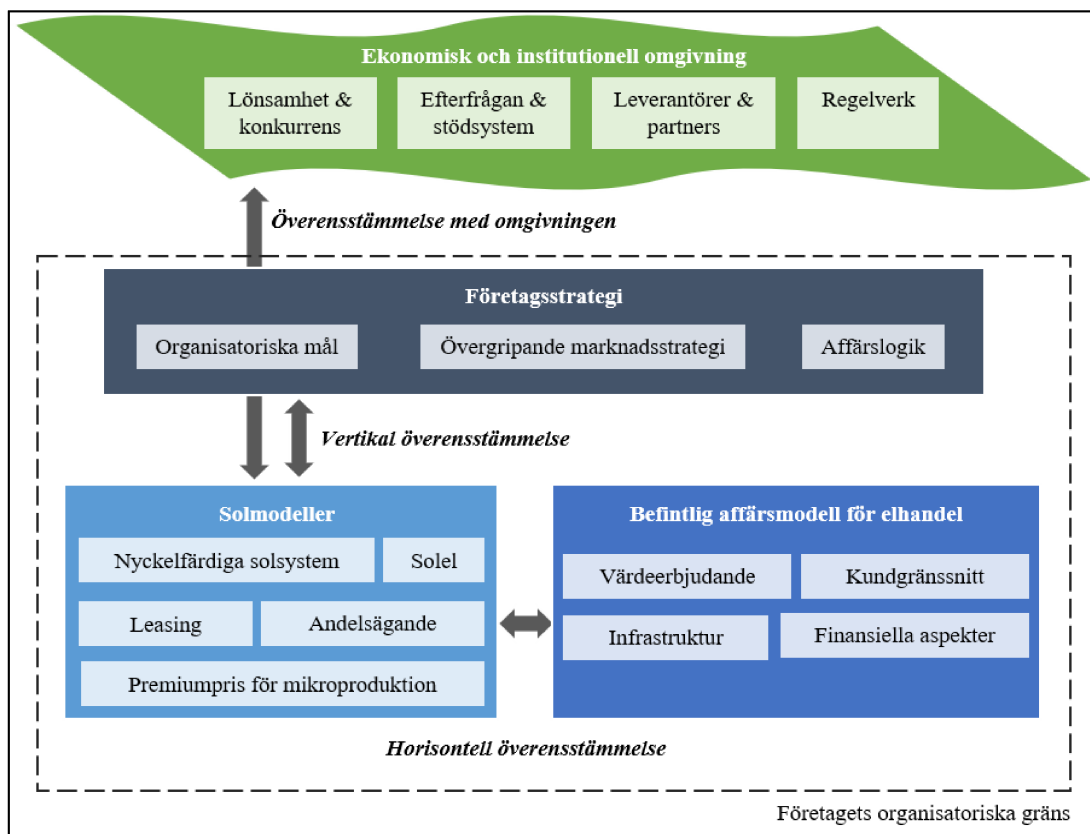 Ekonomisk och institutionell omgivning
Lönsamhet &
konkurrens
Efterfrågan &
stödsystem
Leverantörer &
partners
Regelverk
Överensstämmelse med omgivningen
Företagsstrategi
Organisatoriska mål
Övergripande marknadsstrategi
Affärslogik
Vertikal överensstämmelse
Solmodeller
Nyckelfärdiga solsystem
Solel
Leasing
Andelsägande
Premiumpris för mikroproduktion
Befintlig affärsmodell för elhandel
Värdeerbjudande
Kundgränssnitt
Infrastruktur
Finansiella aspekter
Horisontell överensstämmelse
Företagets organisatoriska gräns